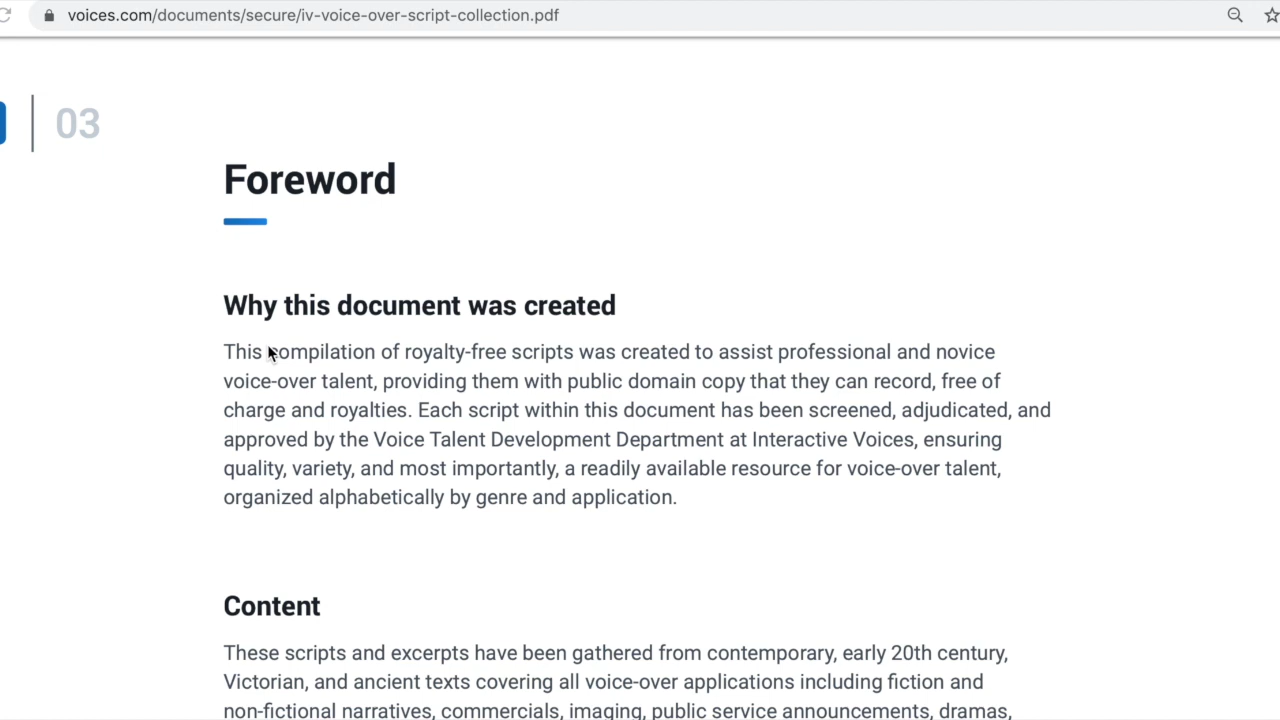 voices.com/documents/secure/iv-voice-over-script-collection.pdf
03
Foreword
Why this document was created
This compilation of royalty-free scripts was created to assist professional and novice
voice-over talent, providing them with public domain copy that they can record, free of
charge and royalties. Each script within this document has been screened, adjudicated, and
approved by the Voice Talent Development Department at Interactive Voices, ensuring
quality, variety, and most importantly, a readily available resource for voice-over talent,
organized alphabetically by genre and application.
Content
These scripts and excerpts have been gathered from contemporary, early 20th century,
Victorian, and ancient texts covering all voice-over applications including fiction and
non-fictional narratives, commercials, imaging, public service announcements, dramas,